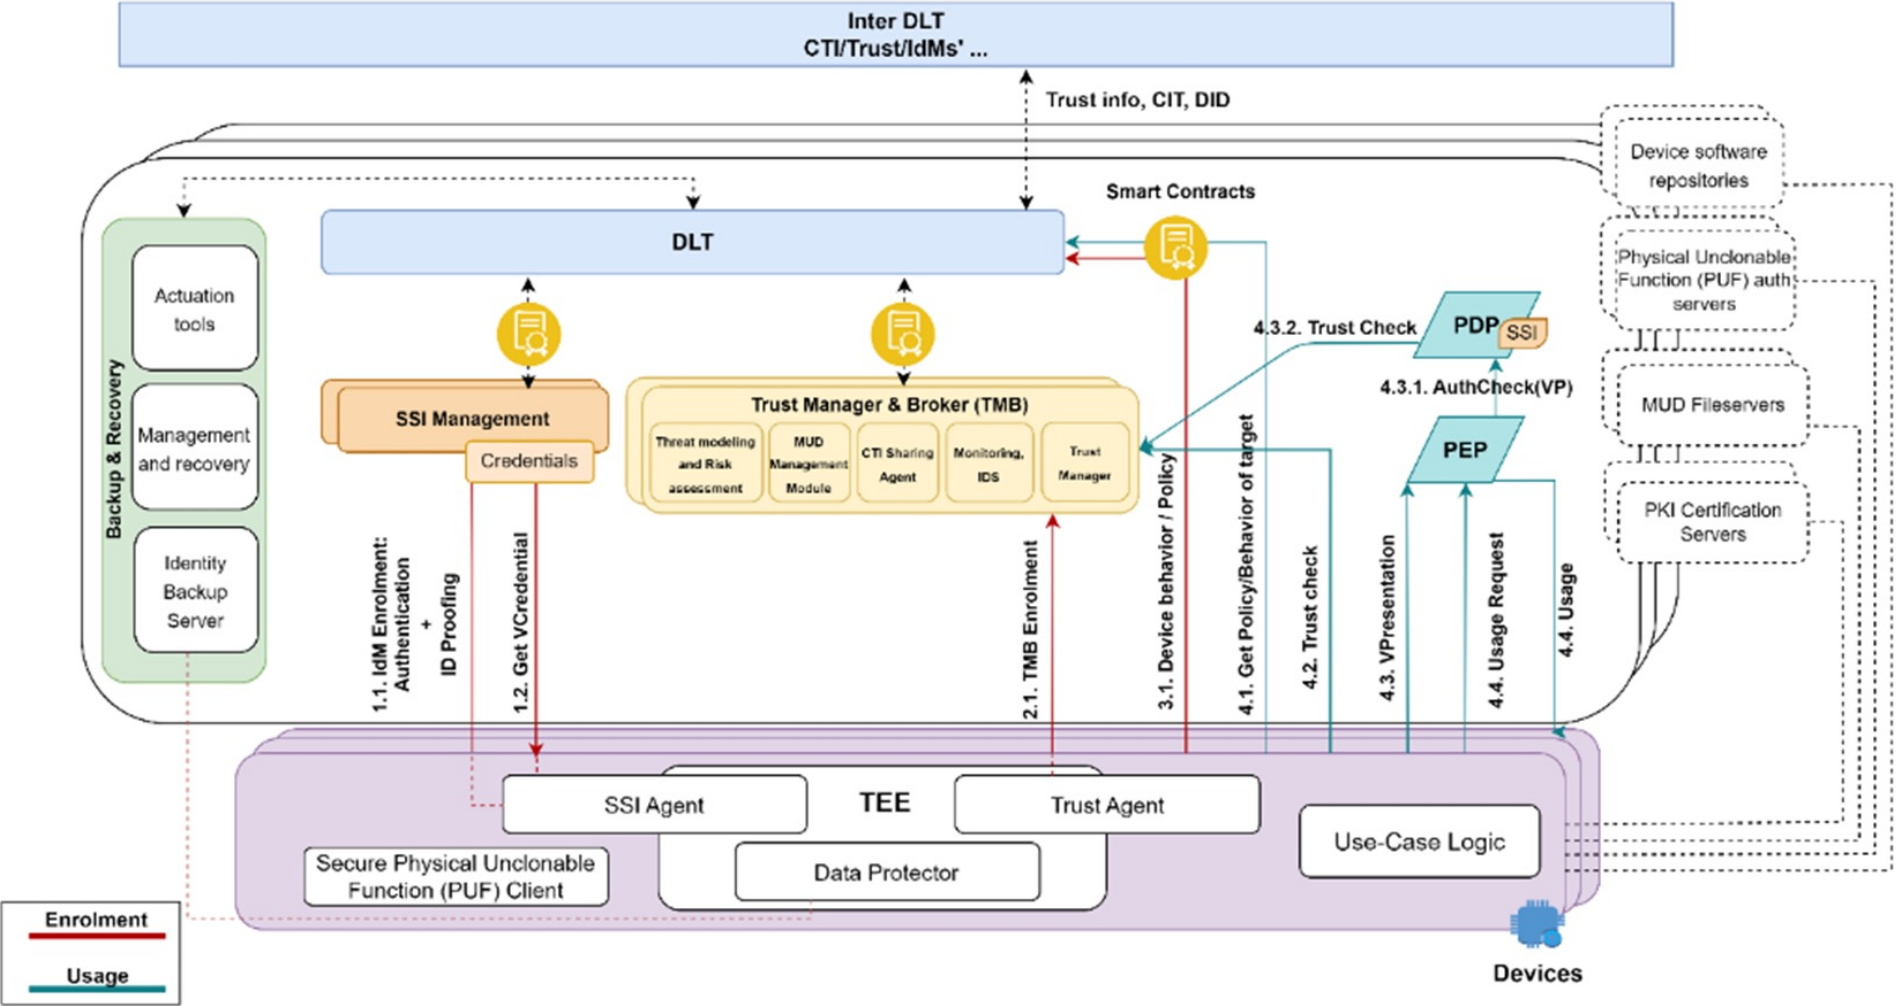 Inter DLT
CTI/Trust/IdMs' ...
Trust info, CIT, DID
Smart Contracts
DLT
Backup & Recovery
Actuation
tools
Management
and recovery
Identity
Backup
Server
SSI Management
Credentials
Trust Manager & Broker (TMB)
Threat modeling
and Risk
assessment
MUD
Management
Module
CTI Sharing
Agent
Monitoring,
IDS
Trust
Manager
4.3.2. Trust Check
PDP
SSI
4.3.1. AuthCheck(VP)
PEP
Device software
repositories
Physical Unclonable
Function (PUF) auth
servers
MUD Fileservers
PKI Certification
Servers
1.1. IdM Enrolment:
Authentication
+
ID Proofing
1.2. Get VCredential
2.1. TMB Enrolment
3.1. Device behavior / Policy
4.1. Get Policy/Behavior of target
4.2. Trust check
4.3. VPresentation
4.4. Usage Request
4.4. Usage
SSI Agent
TEE
Trust Agent
Data Protector
Secure Physical Unclonable
Function (PUF) Client
Use-Case Logic
Devices
Enrolment
Usage